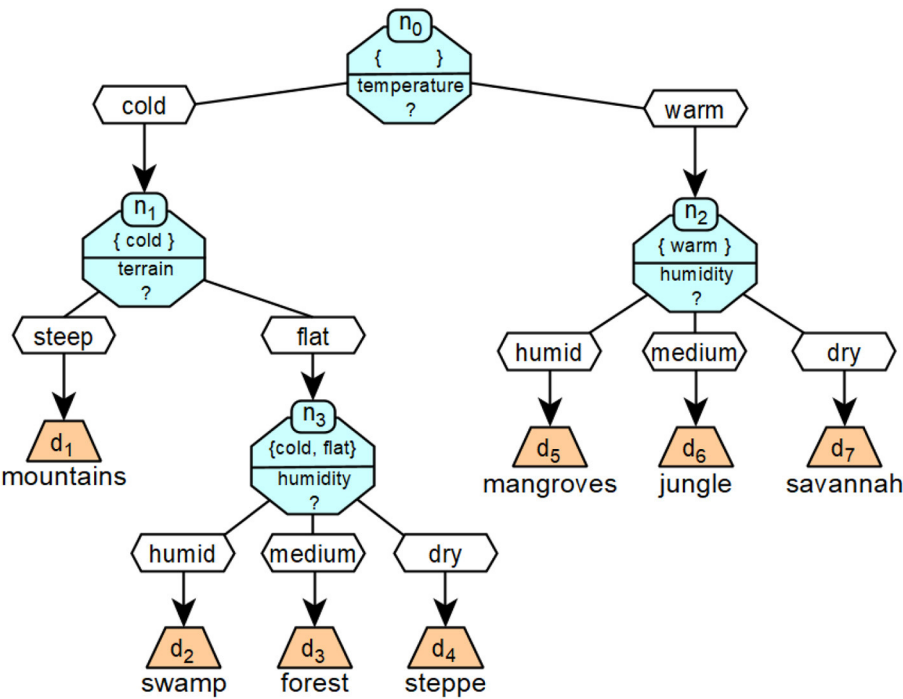 n0
{ }
temperature
?
cold
warm
n1
{ cold }
terrain
?
n2
{ warm }
humidity
?
steep
flat
humid
medium
dry
n3
{cold, flat}
humidity
?
d1
mountains
d5
mangroves
d6
jungle
d7
savannah
humid
medium
dry
d2
swamp
d3
forest
d4
steppe